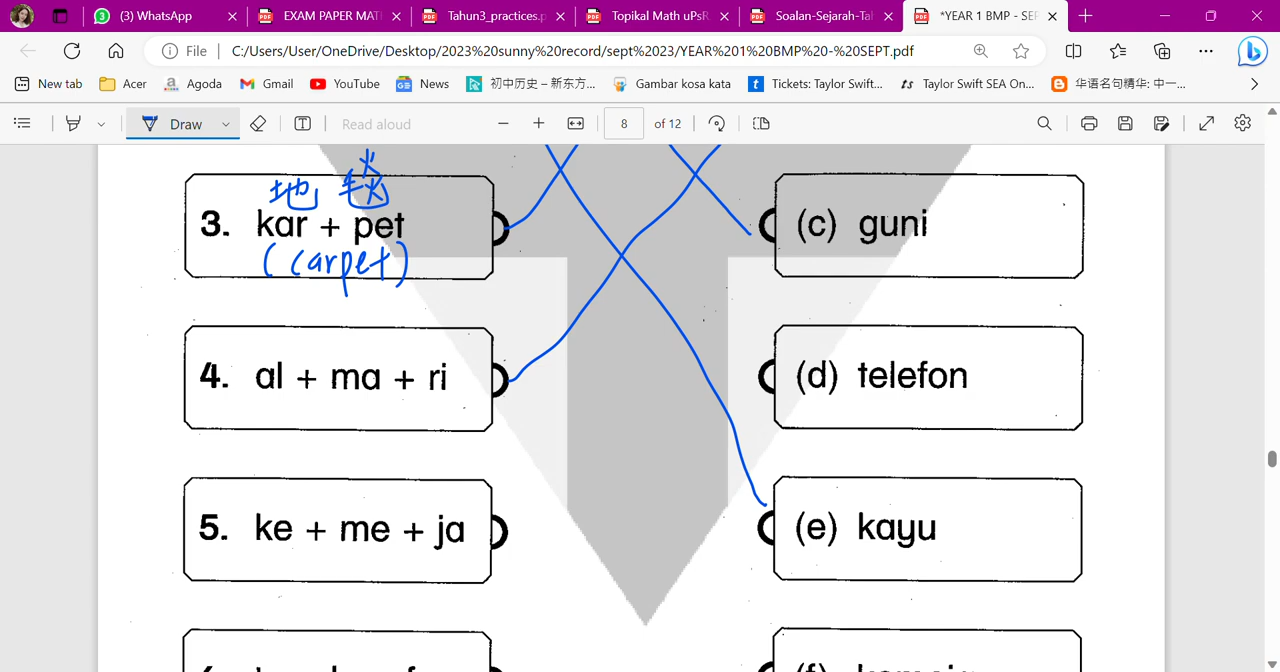 (3) WhatsApp
EXAM PAPER MAT
Tahun3_practices.p
Topikal Math uPsR
Soalan-Sejarah-Tal
*YEAR 1 BMP - SEP
File
C:/Users/User/OneDrive/Desktop/2023%20sunny%20record/sept%2023/YEAR%201%20BMP%20-%20SEPT.pdf
New tab
Acer
Agoda
Gmail
YouTube
News
初中历史 – 新东方...
Gambar kosa kata
Tickets: Taylor Swift...
Taylor Swift SEA On...
华语名句精华: 中一...
Draw
Read aloud
8
of 12
地 毯
3. kar + pet
(carpet)
(c) guni
4. al + ma + ri
(d) telefon
5. ke + me + ja
(e) kayu